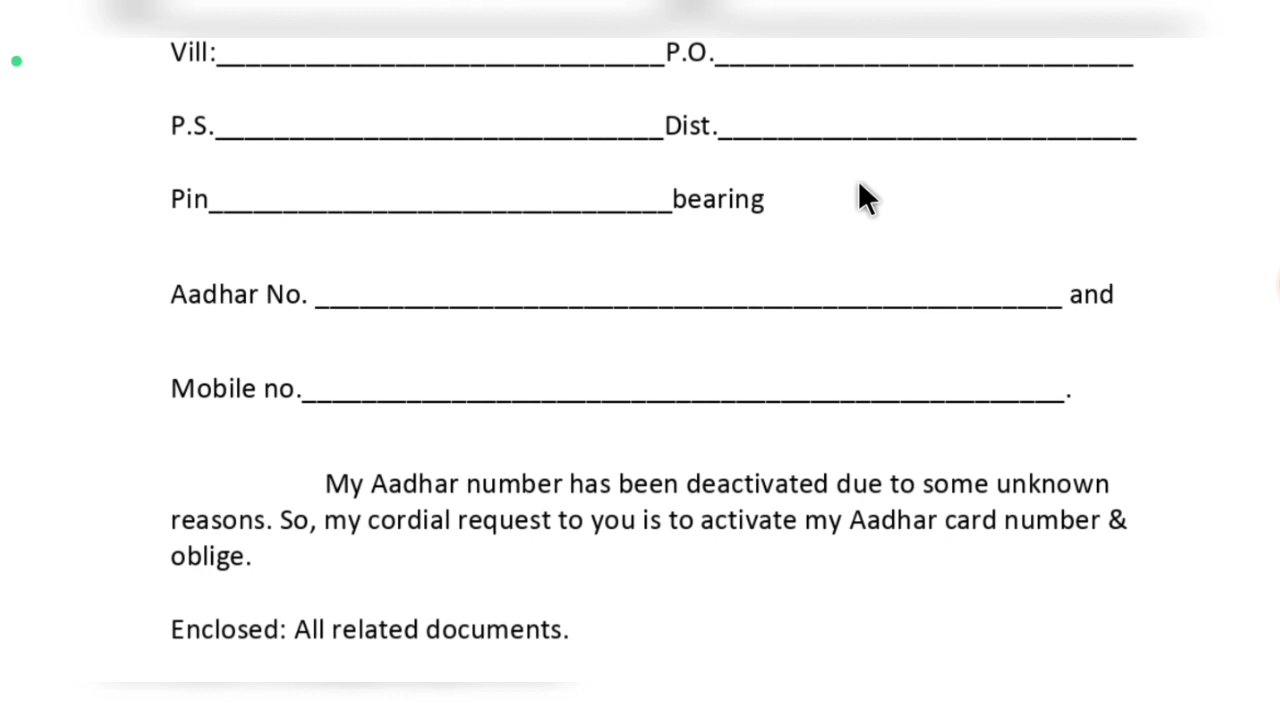 Vill:______________________________P.O.____________________________
P.S.______________________________Dist.____________________________
Pin_______________________________bearing
Aadhar No. __________________________________________________ and
Mobile no.___________________________________________________.
My Aadhar number has been deactivated due to some unknown
reasons. So, my cordial request to you is to activate my Aadhar card number &
oblige.
Enclosed: All related documents.